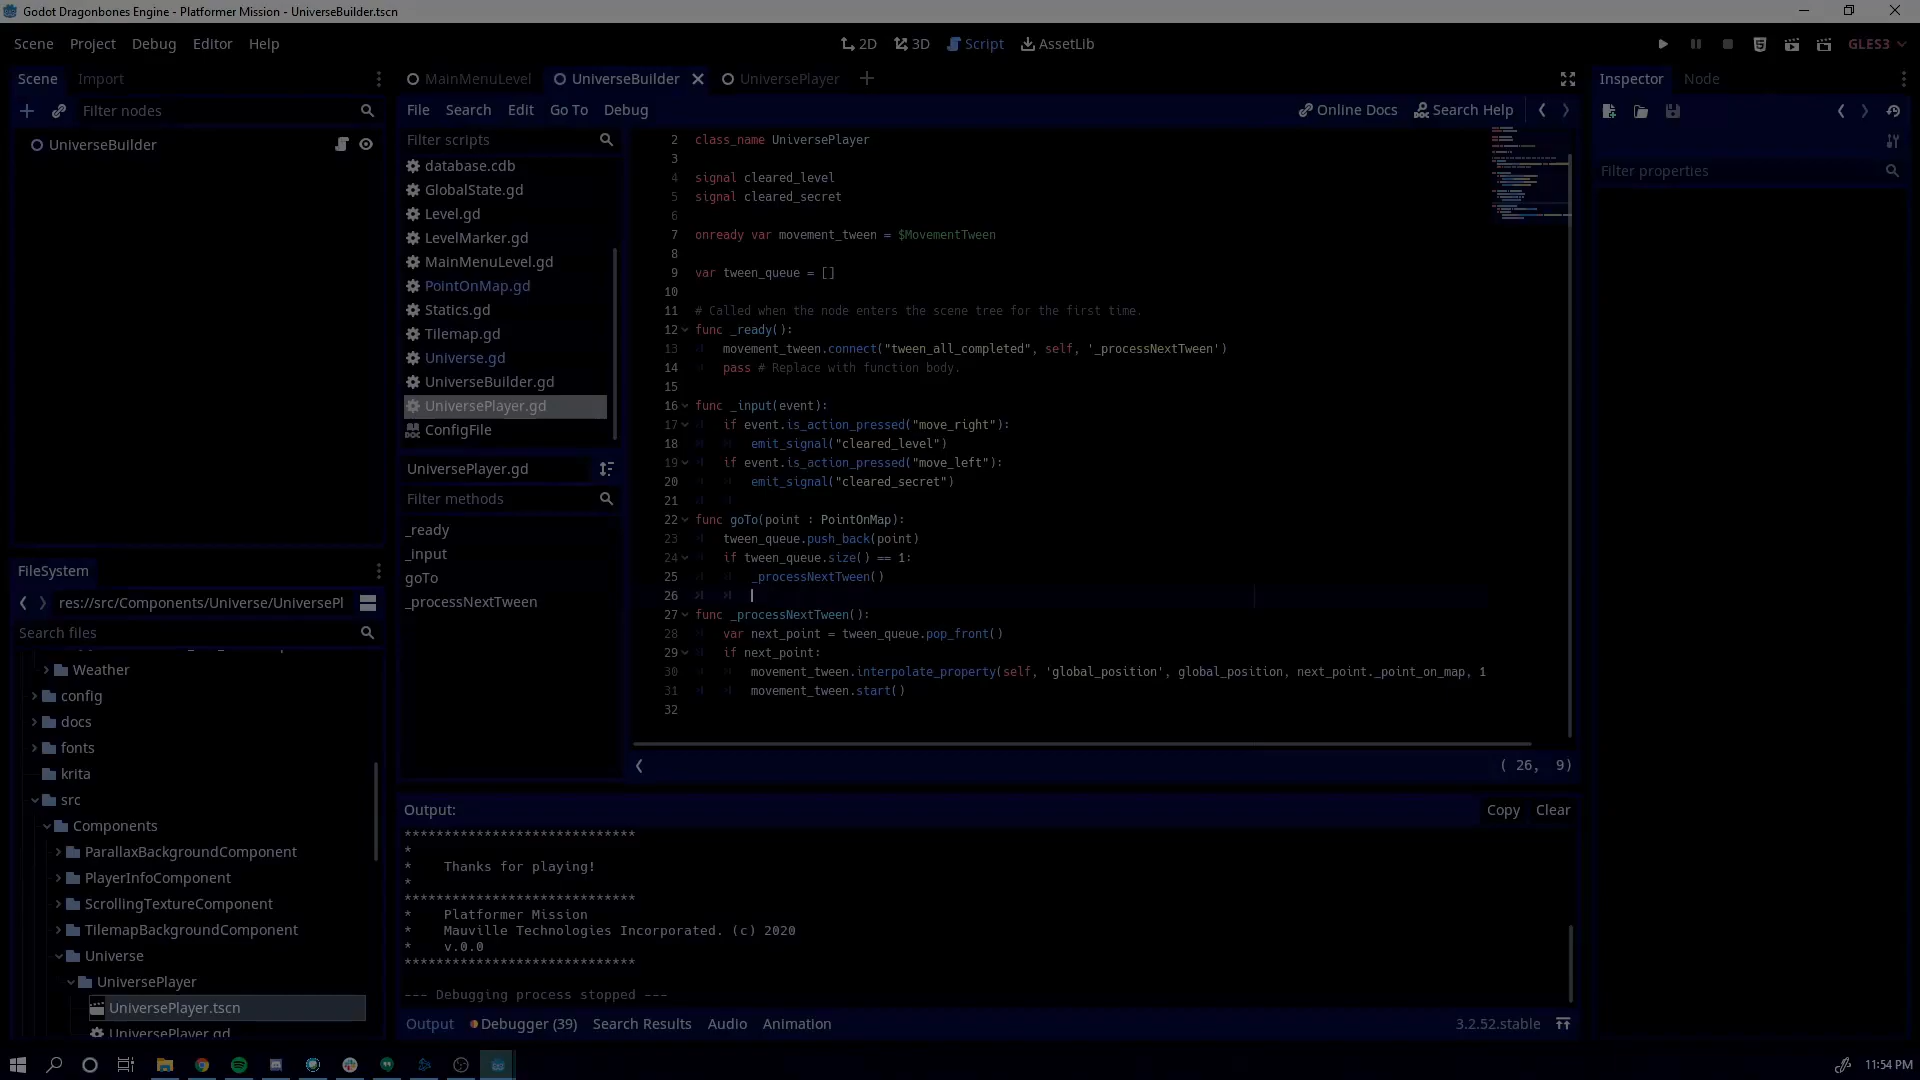 Godot Dragonbones Engine - Platformer Mission - UniverseBuilder.tscn
Scene Project Debug Editor Help
2D 3D Script AssetLib
GLES3
Scene Import
Filter nodes
UniverseBuilder
MainMenuLevel UniverseBuilder UniversePlayer
File Search Edit Go To Debug
Online Docs Search Help
Filter scripts
database.cdb
GlobalState.gd
Level.gd
LevelMarker.gd
MainMenuLevel.gd
PointOnMap.gd
Statics.gd
Tilemap.gd
Universe.gd
UniverseBuilder.gd
UniversePlayer.gd
ConfigFile
UniversePlayer.gd
Filter methods
_ready
_input
goTo
_processNextTween
2 class_name UniversePlayer
3
4 signal cleared_level
5 signal cleared_secret
6
7 onready var movement_tween = $MovementTween
8
9 var tween_queue = []
10
11 # Called when the node enters the scene tree for the first time.
12 func _ready():
13 movement_tween.connect("tween_all_completed", self, '_processNextTween')
14 pass # Replace with function body.
15
16 func _input(event):
17 if event.is_action_pressed("move_right"):
18 emit_signal("cleared_level")
19 if event.is_action_pressed("move_left"):
20 emit_signal("cleared_secret")
21
22 func goTo(point : PointOnMap):
23 tween_queue.push_back(point)
24 if tween_queue.size() == 1:
25 _processNextTween()
26
27 func _processNextTween():
28 var next_point = tween_queue.pop_front()
29 if next_point:
30 movement_tween.interpolate_property(self, 'global_position', global_position, next_point._point_on_map, 1
31 movement_tween.start()
32
( 26, 9)
Inspector Node
Filter properties
FileSystem
res://src/Components/Universe/UniversePl
Search files
Weather
config
docs
fonts
krita
src
Components
ParallaxBackgroundComponent
PlayerInfoComponent
ScrollingTextureComponent
TilemapBackgroundComponent
Universe
UniversePlayer
UniversePlayer.tscn
UniversePlayer.gd
Output:
Copy Clear
*****************************
*
* Thanks for playing!
*
*****************************
* Platformer Mission
* Mauville Technologies Incorporated. (c) 2020
* v.0.0
*****************************
--- Debugging process stopped ---
Output Debugger (39) Search Results Audio Animation
3.2.52.stable
11:54 PM